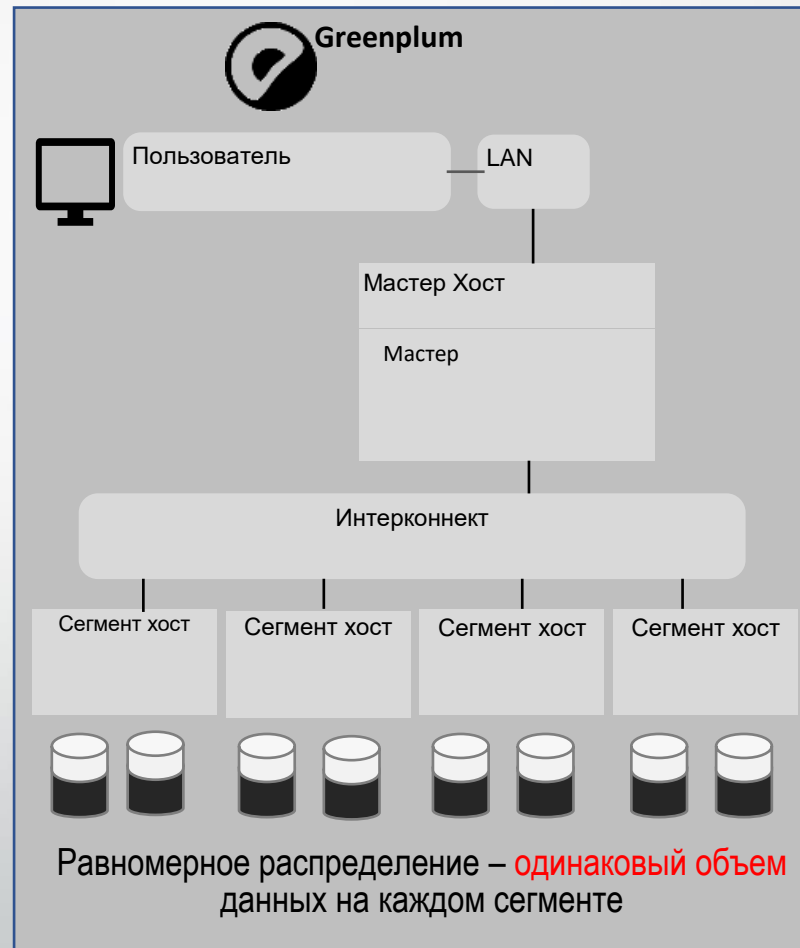 Greenplum
Пользователь
LAN
Мастер Хост
Мастер
Интерконнект
Сегмент хост
Сегмент хост
Сегмент хост
Сегмент хост
Равномерное распределение – одинаковый объем
данных на каждом сегменте